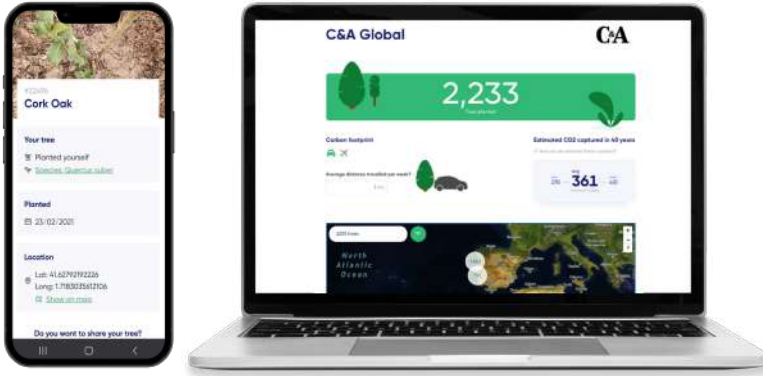 Cork Oak
Your tree
Planted yourself
Species, Quercus suber
Planted
23/02/2021
Location
Lat: 41.62792192226
Long: 1.7183035612106
Show on map
Do you want to share your tree?
C&A Global
C&A
2,233
Trees planted
Carbon footprint
Average distance travelled per week?
Estimated CO2 captured in 40 years
361
2233 trees
North
Atlantic
Ocean